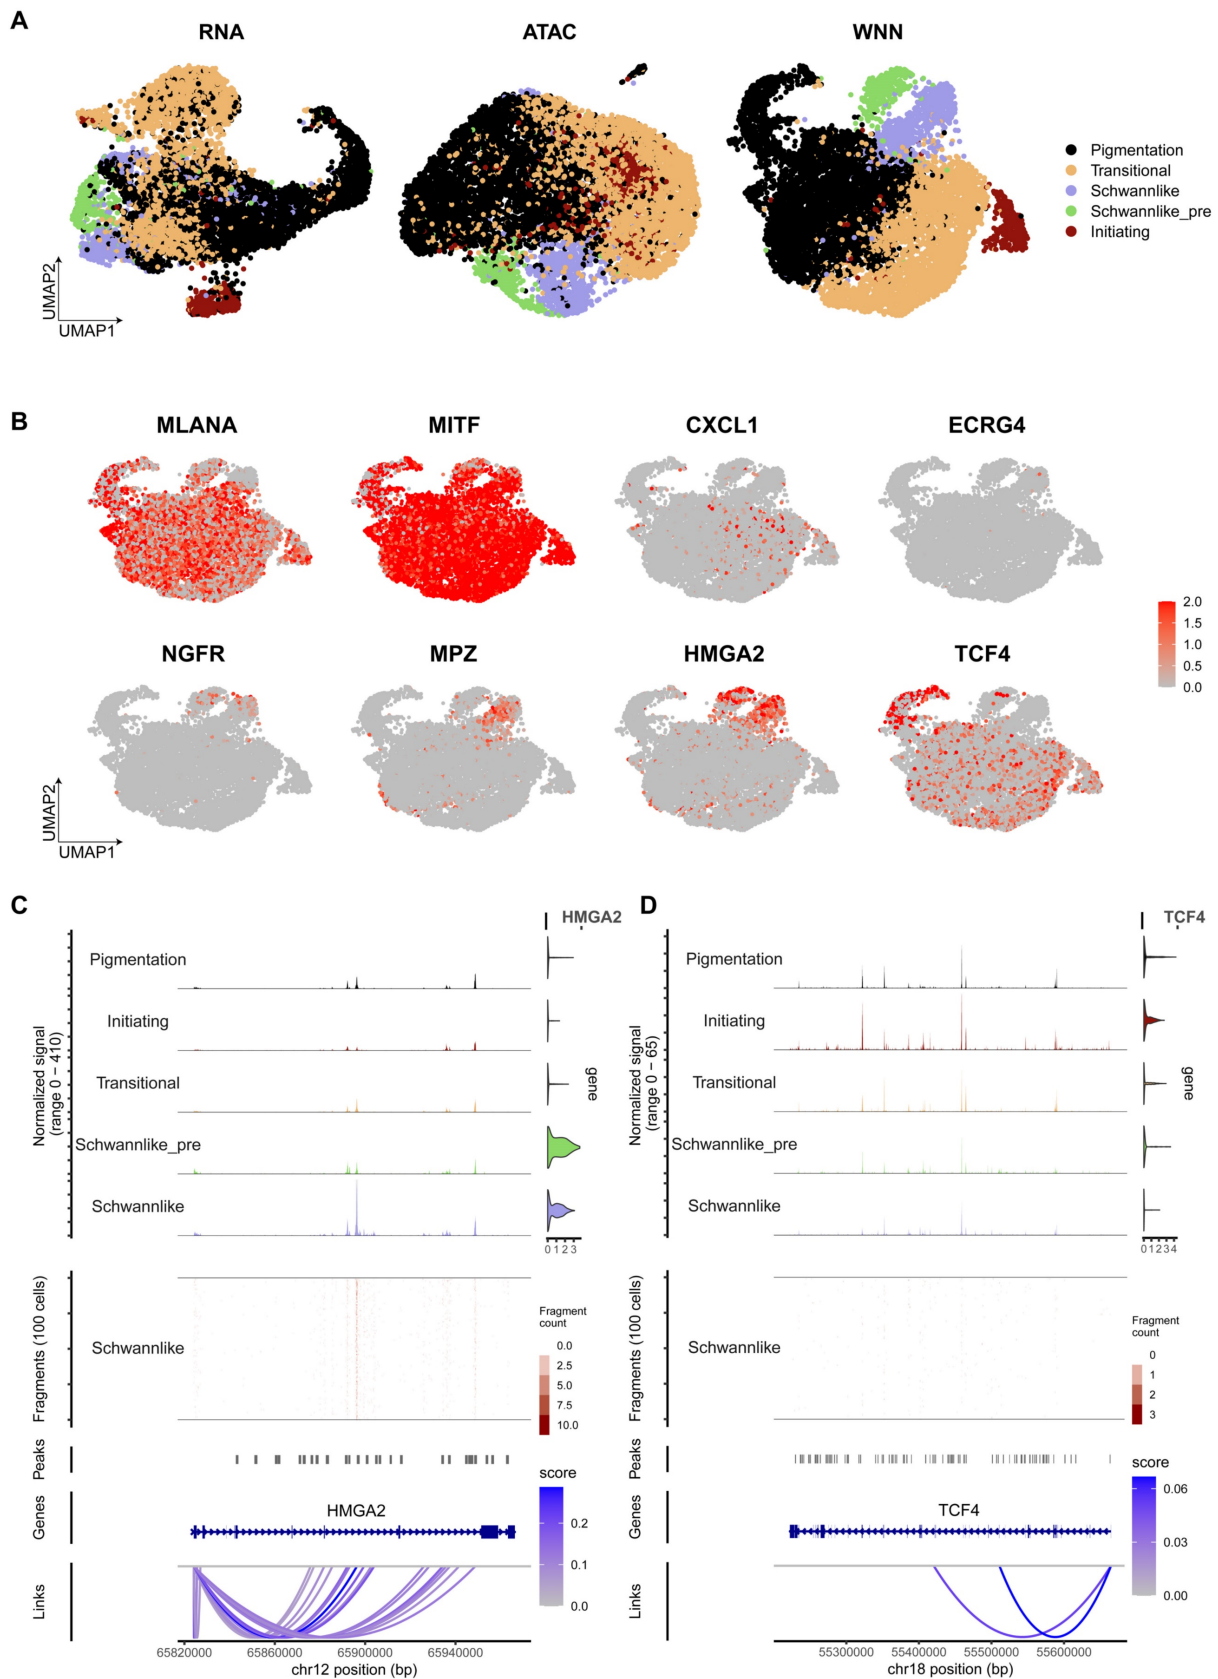 A
RNA
ATAC
WNN
Pigmentation
Transitional
Schwannlike
Schwannlike_pre
Initiating
UMAP2
UMAP1
B
MLANA
MITF
CXCL1
ECRG4
2.0
1.5
1.0
0.5
0.0
NGFR
MPZ
HMGA2
TCF4
UMAP2
UMAP1
C
HMGA2
Normalized signal
(range 0 – 410)
Pigmentation
Initiating
Transitional
Schwannlike_pre
Schwannlike
gene
0 1 2 3
Fragments (100 cells)
Schwannlike
Fragment
count
0.0
2.5
5.0
7.5
10.0
Peaks
Genes
HMGA2
score
0.2
0.1
0.0
Links
65820000
65860000
65900000
65940000
chr12 position (bp)
D
TCF4
Normalized signal
(range 0 – 65)
Pigmentation
Initiating
Transitional
Schwannlike_pre
Schwannlike
gene
0 1 2 3 4
Fragments (100 cells)
Schwannlike
Fragment
count
0
1
2
3
Peaks
Genes
TCF4
score
0.06
0.03
0.00
Links
55300000
55400000
55500000
55600000
chr18 position (bp)